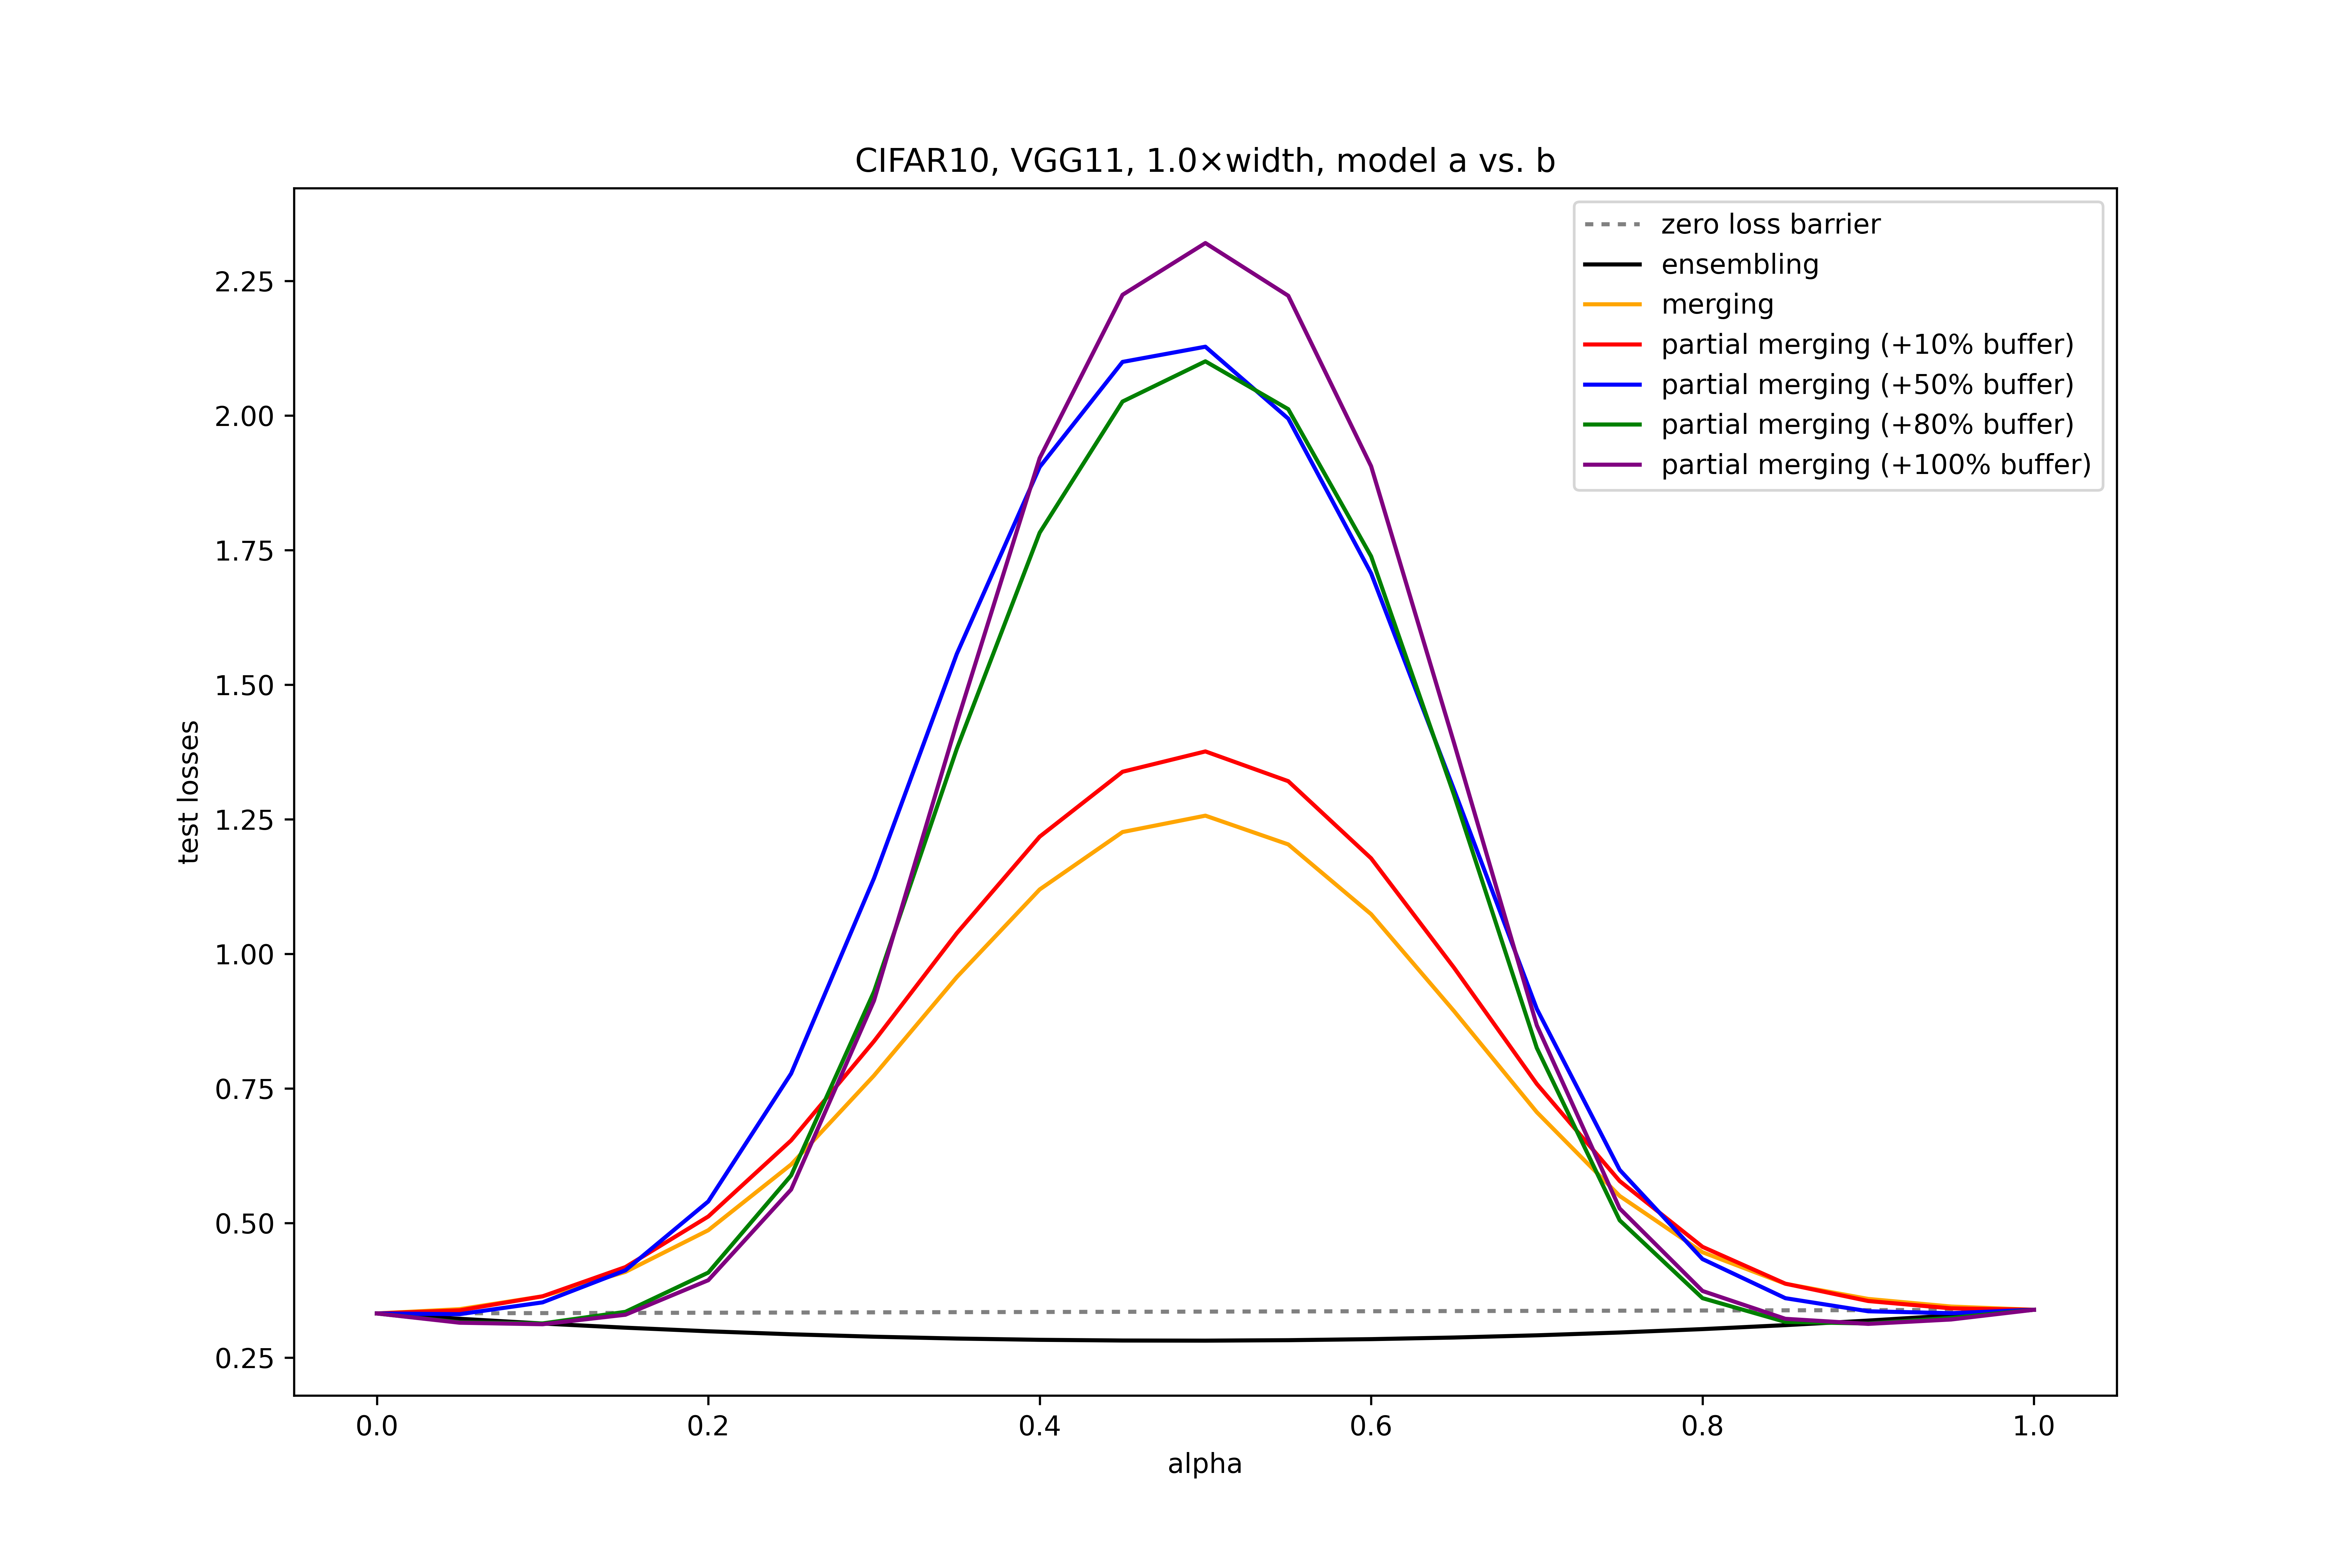 CIFAR10, VGG11, 1.0×width, model a vs. b
zero loss barrier
ensembling
merging
partial merging (+10% buffer)
partial merging (+50% buffer)
partial merging (+80% buffer)
partial merging (+100% buffer)
2.25
2.00
1.75
1.50
1.25
1.00
0.75
0.50
0.25
test losses
0.0 0.2 0.4 0.6 0.8 1.0
alpha